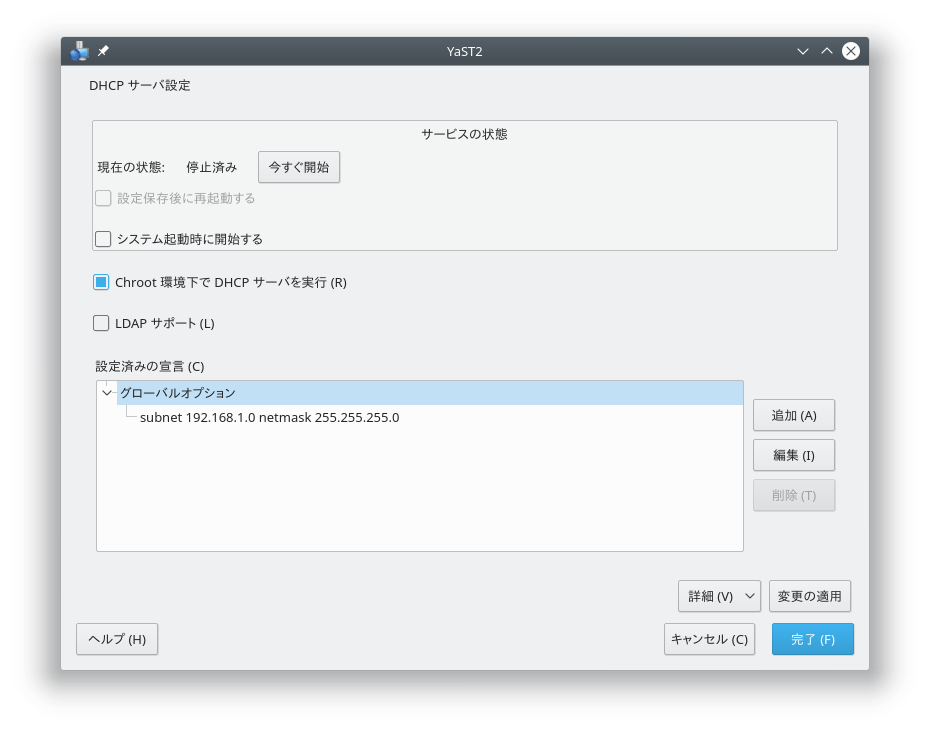 YaST2
DHCP サーバ設定
サービスの状態
現在の状態: 停止済み 今すぐ開始
設定保存後に再起動する
システム起動時に開始する
Chroot 環境下で DHCP サーバを実行 (R)
LDAP サポート (L)
設定済みの宣言 (C)
グローバルオプション
subnet 192.168.1.0 netmask 255.255.255.0
追加 (A)
編集 (I)
削除 (T)
詳細 (V) 変更の適用
ヘルプ (H) キャンセル (C) 完了 (F)